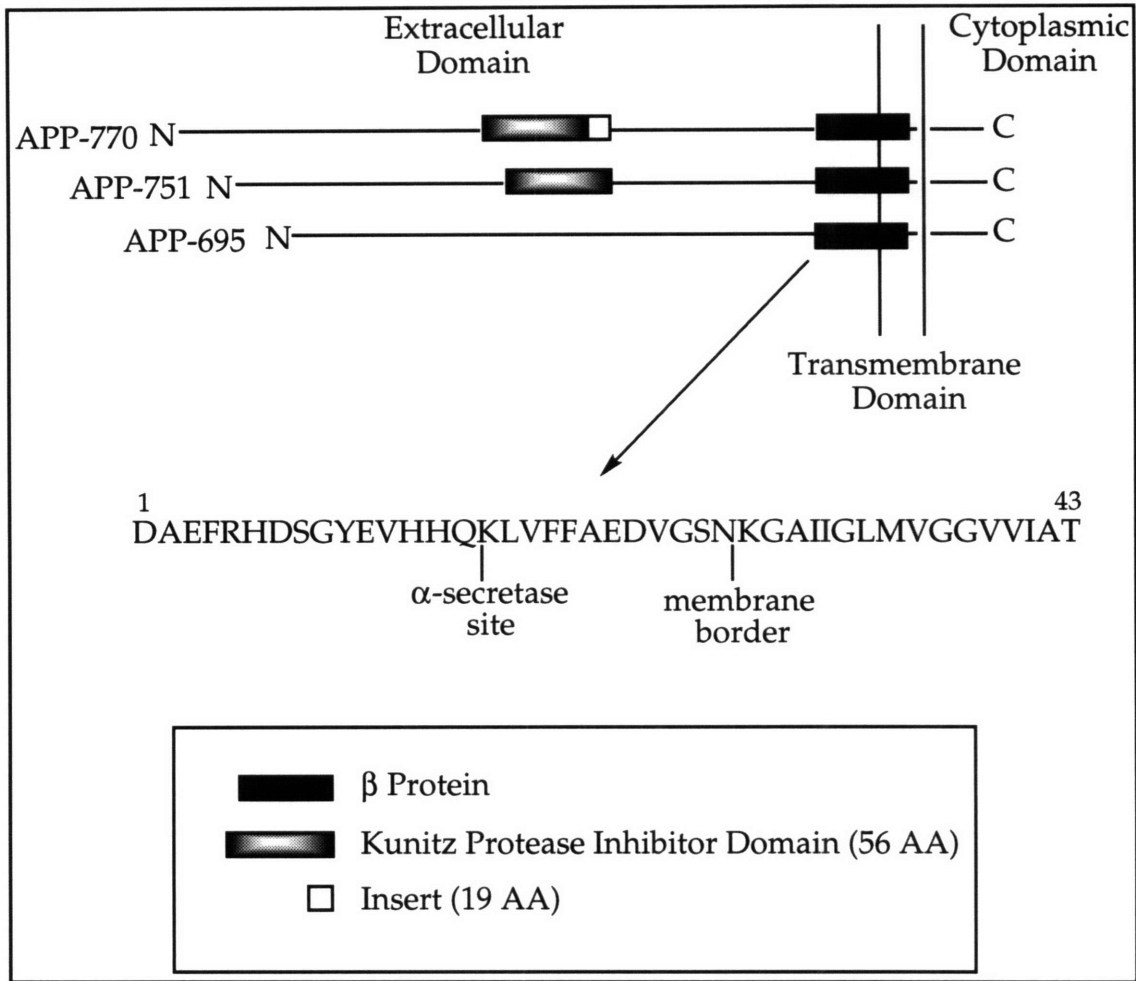 Extracellular
Domain
Cytoplasmic
Domain
APP-770 N
C
APP-751 N
C
APP-695 N
C
Transmembrane
Domain
1
43
DAEFRHDSGYEVHHQKLVFFAEDVGSNKGAIIGLMVGGVVIAT
α-secretase
site
membrane
border
β Protein
Kunitz Protease Inhibitor Domain (56 AA)
Insert (19 AA)